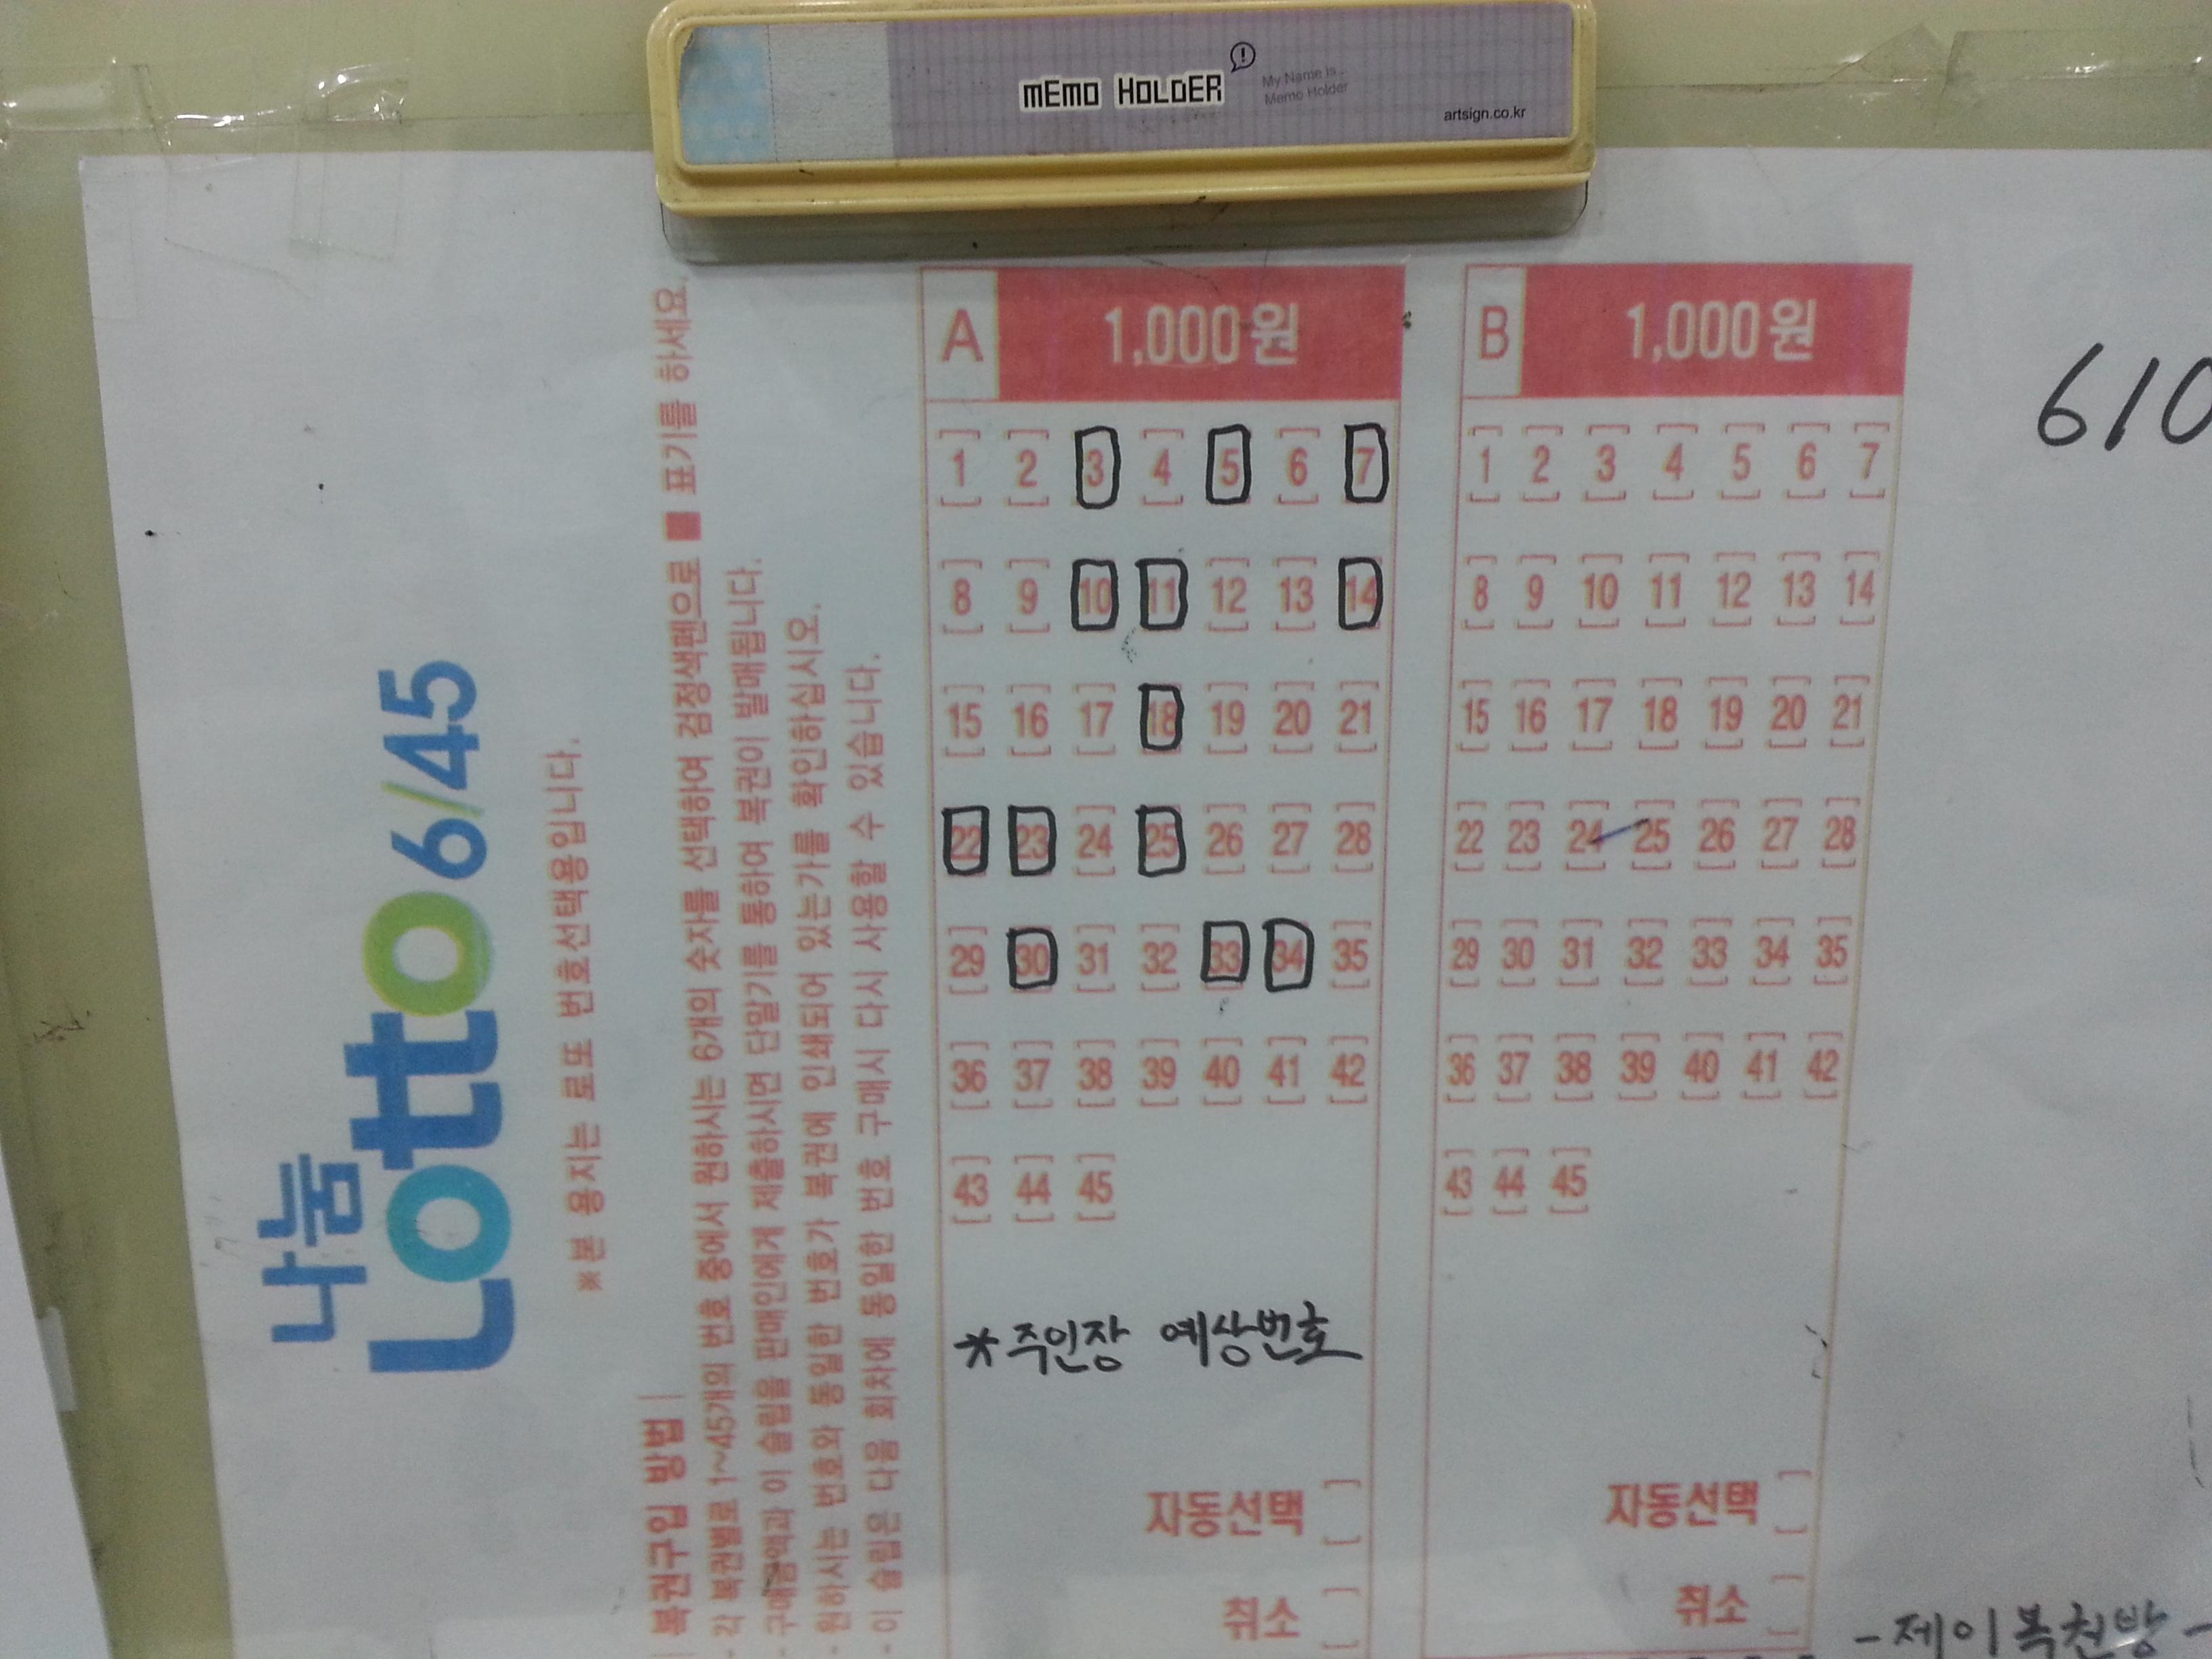 MEMO HOLDER
My Name is..
Memo Holder
artsign.co.kr
나눔
Lotto 6/45
※본 용지는 로또 번호선택용입니다.
복권구입 방법
- 각 복권별로 1~45개의 번호 중에서 원하시는 6개의 숫자를 선택하여 검정색펜으로 ■ 표기를 하세요.
- 구매금액과 이 슬립을 판매인에게 제출하시면 단말기를 통하여 복권이 발매됩니다.
- 원하시는 번호와 동일한 번호가 복권에 인쇄되어 있는가를 확인하십시오.
- 이 슬립은 다음 회차에 동일한 번호 구매시 다시 사용할 수 있습니다.
A 1,000원
1 2 3 4 5 6 7
8 9 10 11 12 13 14
15 16 17 18 19 20 21
22 23 24 25 26 27 28
29 30 31 32 33 34 35
36 37 38 39 40 41 42
43 44 45
*주인장 예상번호
자동선택
취소
B 1,000원
1 2 3 4 5 6 7
8 9 10 11 12 13 14
15 16 17 18 19 20 21
22 23 24 25 26 27 28
29 30 31 32 33 34 35
36 37 38 39 40 41 42
43 44 45
자동선택
취소
610
-제이복권방-